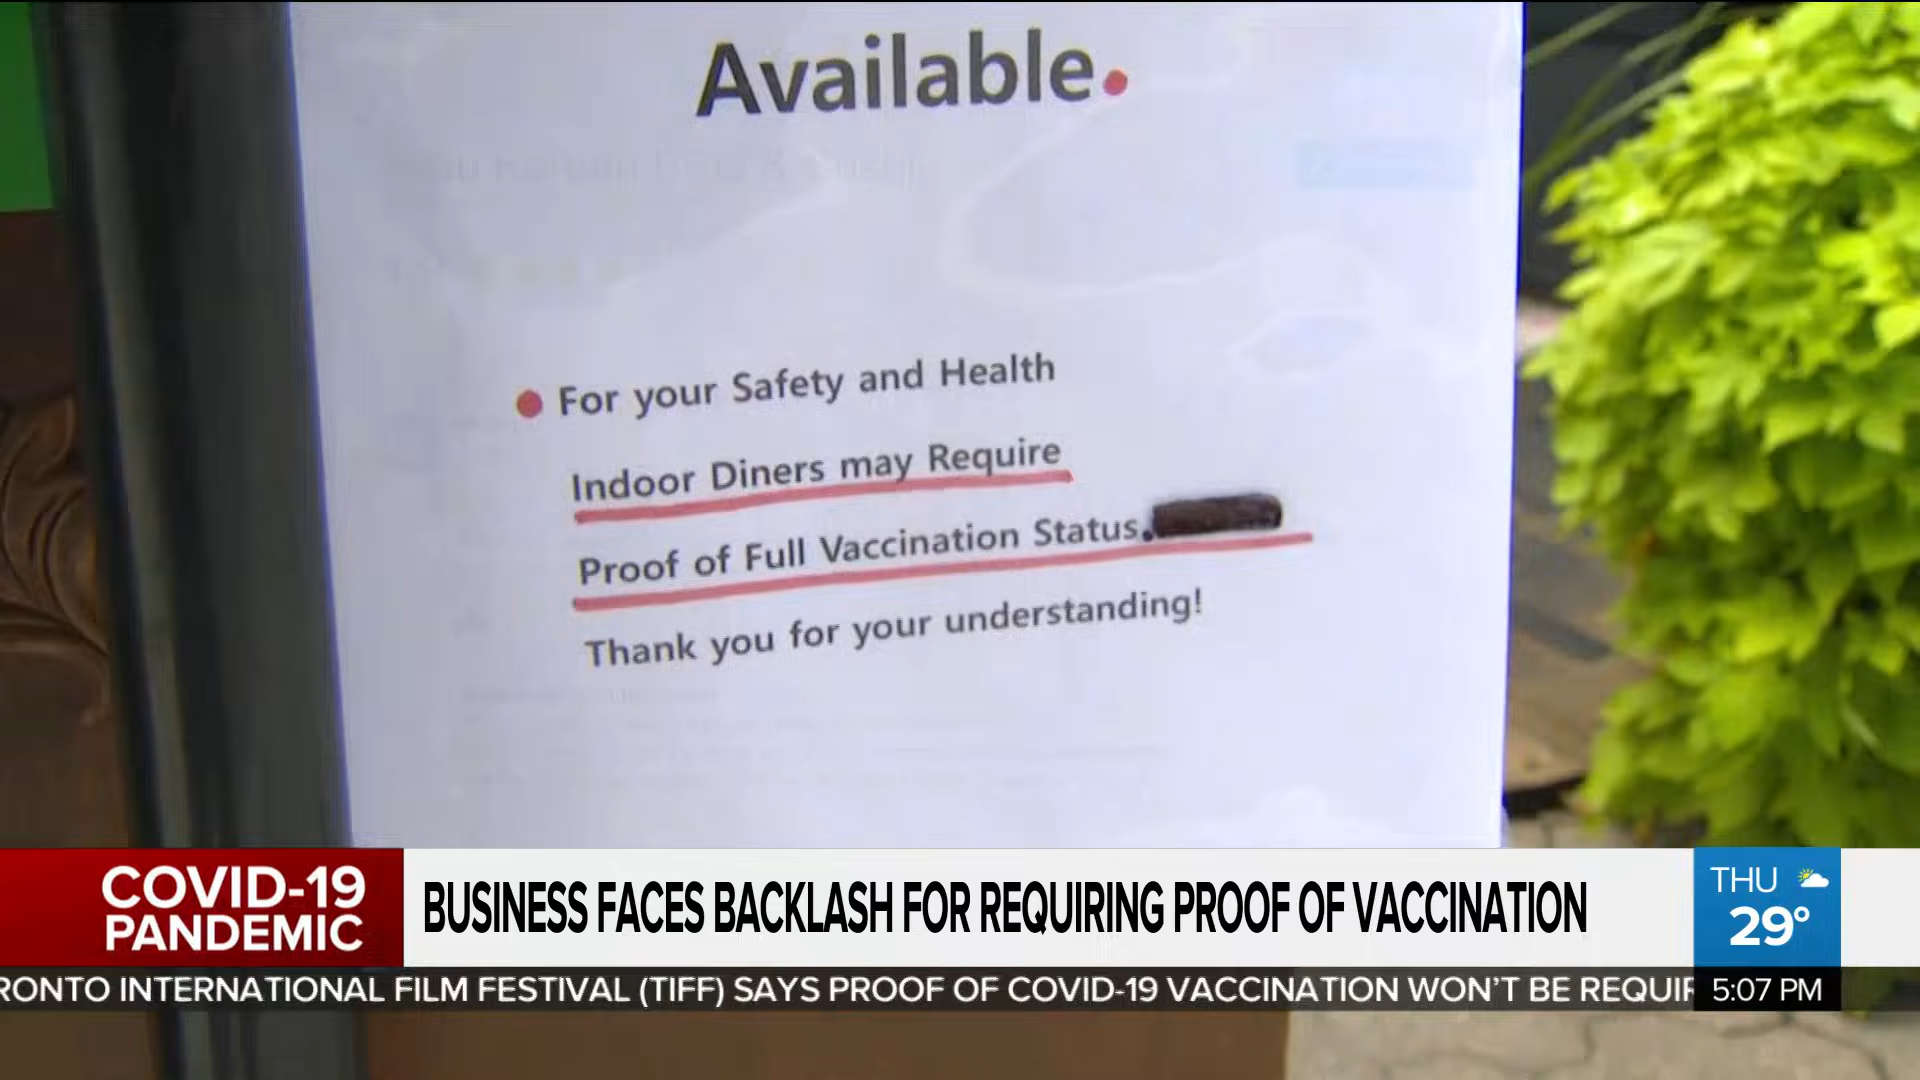 Available.
For your Safety and Health
Indoor Diners may Require
Proof of Full Vaccination Status.
Thank you for your understanding!
COVID-19
PANDEMIC
BUSINESS FACES BACKLASH FOR REQUIRING PROOF OF VACCINATION
THU
29°
RONTO INTERNATIONAL FILM FESTIVAL (TIFF) SAYS PROOF OF COVID-19 VACCINATION WON'T BE REQUIR
5:07 PM